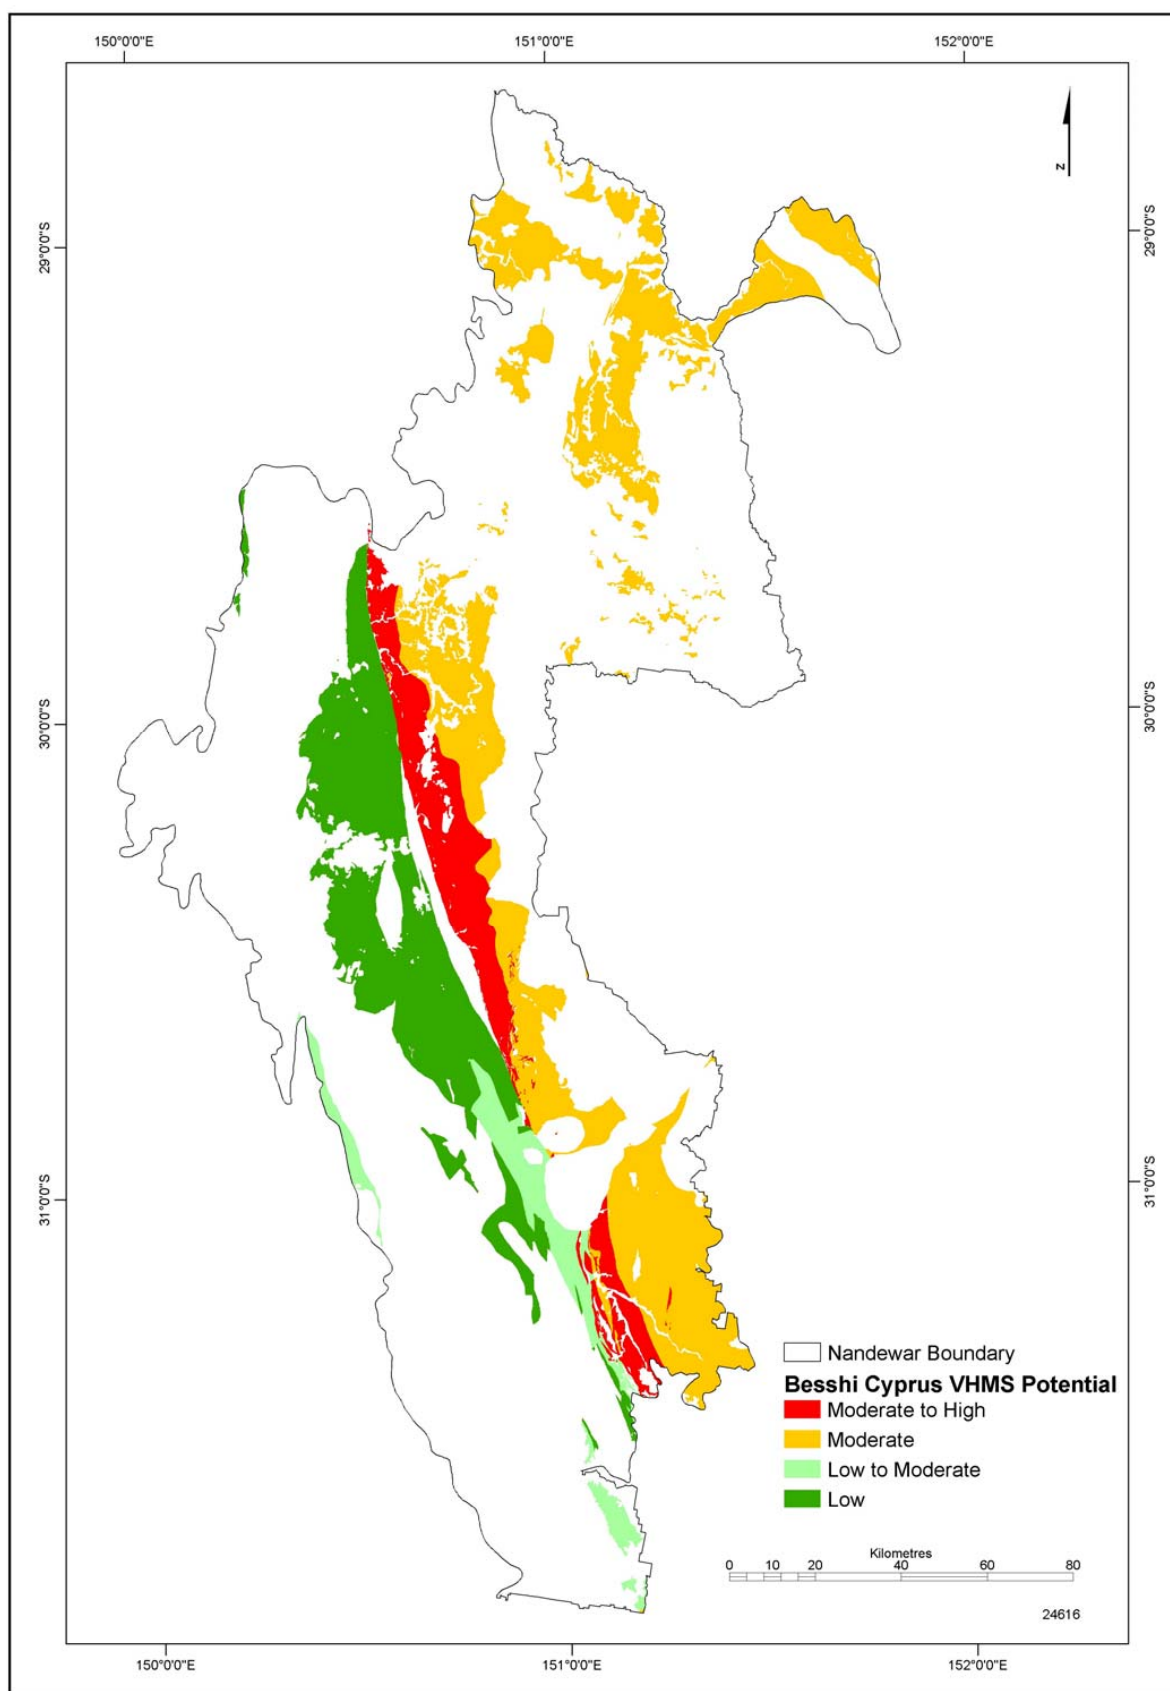 150°0'0"E 151°0'0"E 152°0'0"E
z
29°0'0"S 29°0'0"S
30°0'0"S 30°0'0"S
31°0'0"S 31°0'0"S
Nandewar Boundary
Besshi Cyprus VHMS Potential
Moderate to High
Moderate
Low to Moderate
Low
Kilometres
0 10 20 40 60 80
24616
150°0'0"E 151°0'0"E 152°0'0"E